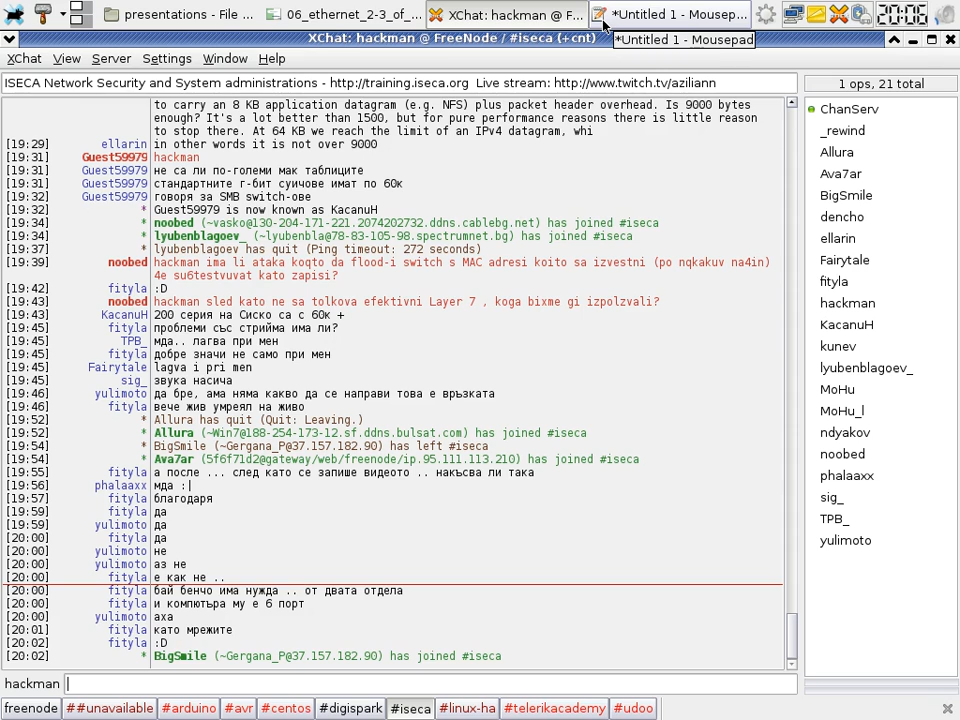 presentations - File ...
06_ethernet_2-3_of_...
XChat: hackman @ F...
*Untitled 1 - Mousep...
20:06
XChat: hackman @ FreeNode / #iseca (+cnt)
*Untitled 1 - Mousepad
XChat View Server Settings Window Help
ISECA Network Security and System administrations - http://training.iseca.org Live stream: http://www.twitch.tv/aziliann
1 ops, 21 total
to carry an 8 KB application datagram (e.g. NFS) plus packet header overhead. Is 9000 bytes
enough? It's a lot better than 1500, but for pure performance reasons there is little reason
to stop there. At 64 KB we reach the limit of an IPv4 datagram, whi
[19:29] ellarin in other words it is not over 9000
[19:31] Guest59979 hackman
[19:31] Guest59979 не са ли по-големи мак таблиците
[19:31] Guest59979 стандартните г-бит суичове имат по 60к
[19:32] Guest59979 говоря за SMB switch-ове
[19:32] * Guest59979 is now known as KacanuH
[19:34] * noobed (~vasko@130-204-171-221.2074202732.ddns.cablebg.net) has joined #iseca
[19:34] * lyubenblagoev_ (~lyubenbla@78-83-105-98.spectrumnet.bg) has joined #iseca
[19:37] * lyubenblagoev has quit (Ping timeout: 272 seconds)
[19:39] noobed hackman ima li ataka koqto da flood-i switch s MAC adresi koito sa izvestni (po nqkakuv na4in)
4e su6testvuvat kato zapisi?
[19:42] fityla :D
[19:43] noobed hackman sled kato ne sa tolkova efektivni Layer 7 , koga bixme gi izpolzvali?
[19:43] KacanuH 200 серия на Сиско са с 60к +
[19:45] fityla проблеми със стрийма има ли?
[19:45] TPB_ мда.. лагва при мен
[19:45] fityla добре значи не само при мен
[19:45] Fairytale lagva i pri men
[19:45] sig_ звука насича
[19:46] yulimoto да бре, ама няма какво да се направи това е връзката
[19:46] fityla вече жив умреял на живо
[19:52] * Allura has quit (Quit: Leaving.)
[19:52] * Allura (~Win7@188-254-173-12.sf.ddns.bulsat.com) has joined #iseca
[19:54] * BigSmile (~Gergana_P@37.157.182.90) has left #iseca
[19:54] * Ava7ar (5f6f71d2@gateway/web/freenode/ip.95.111.113.210) has joined #iseca
[19:55] fityla а после ... след като се запише видеото .. накъсва ли така
[19:56] phalaaxx мда :|
[19:57] fityla благодаря
[19:59] fityla да
[19:59] yulimoto да
[20:00] fityla да
[20:00] yulimoto не
[20:00] yulimoto аз не
[20:00] fityla е как не ..
[20:00] fityla бай бенчо има нужда .. от двата отдела
[20:00] fityla и компютъра му е 6 порт
[20:00] yulimoto аха
[20:01] fityla като мрежите
[20:02] fityla :D
[20:02] * BigSmile (~Gergana_P@37.157.182.90) has joined #iseca
ChanServ
_rewind
Allura
Ava7ar
BigSmile
dencho
ellarin
Fairytale
fityla
hackman
KacanuH
kunev
lyubenblagoev_
MoHu
MoHu_l
ndyakov
noobed
phalaaxx
sig_
TPB_
yulimoto
hackman
freenode ##unavailable #arduino #avr #centos #digispark #iseca #linux-ha #telerikacademy #udoo